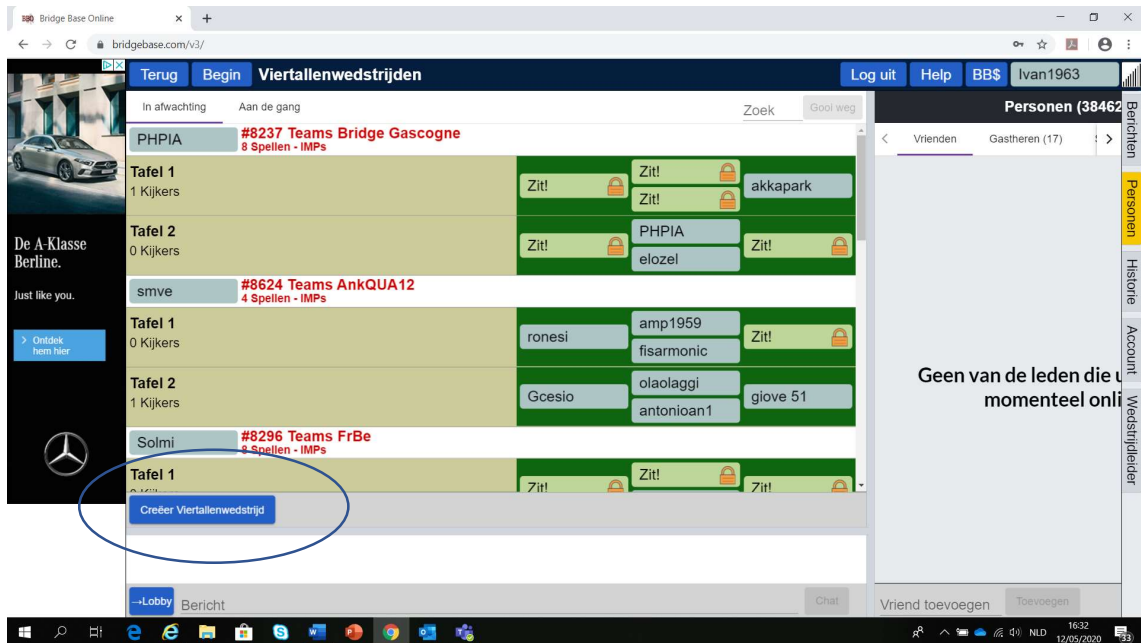 Bridge Base Online
bridgebase.com/v3/
Terug Begin Viertallenwedstrijden Log uit Help BB$ Ivan1963
In afwachting Aan de gang Zoek Gooi weg
Personen (38462
Vrienden Gastheren (17)
PHPIA #8237 Teams Bridge Gascogne
8 Spellen - IMPs
Tafel 1
1 Kijkers
Zit! Zit! Zit! akkapark
Tafel 2
0 Kijkers
Zit! PHPIA elozel Zit!
smve #8624 Teams AnkQUA12
4 Spellen - IMPs
Tafel 1
0 Kijkers
ronesi amp1959 fisarmonic Zit!
Tafel 2
1 Kijkers
Gcesio olaolaggi antonioan1 giove 51
Solmi #8296 Teams FrBe
8 Spellen - IMPs
Tafel 1
Zit! Zit! Zit!
Creëer Viertallenwedstrijd
→Lobby Bericht Chat
Geen van de leden die
momenteel onli
Vriend toevoegen Toevoegen
Berichten
Personen
Historie
Account
Wedstrijdleider
De A-Klasse
Berline.
Just like you.
> Ontdek
hem hier
NLD
16:32
12/05/2020
33